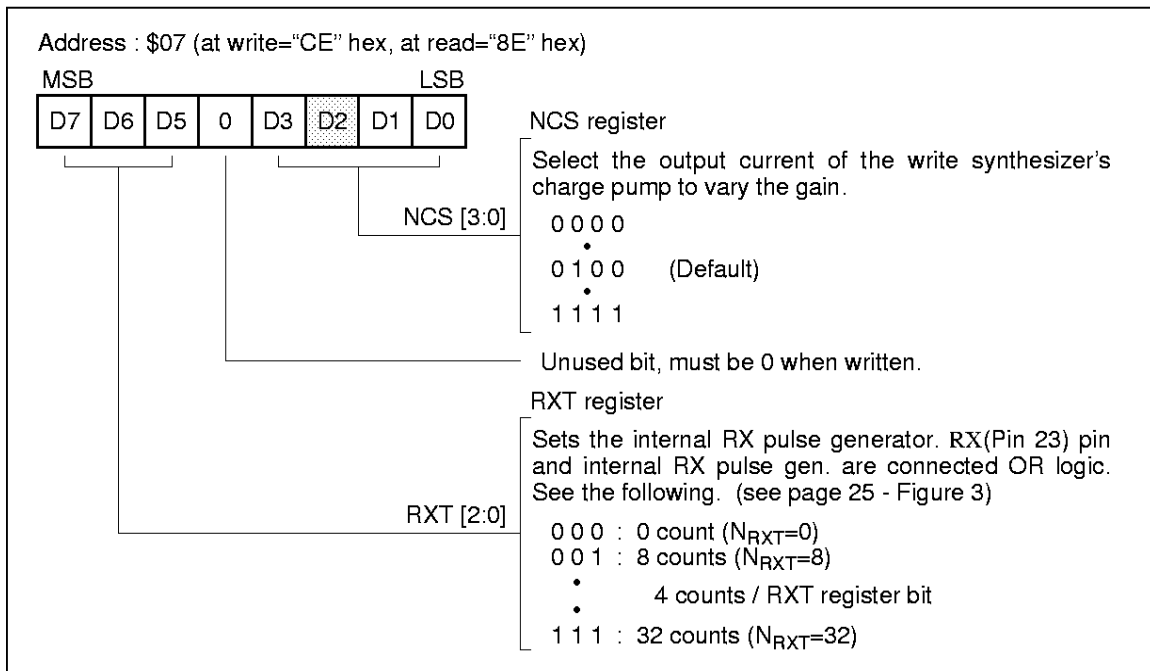 Address : $07 (at write=“CE” hex, at read=“8E” hex)
MSB LSB
D7 D6 D5 0 D3 D2 D1 D0
NCS register
Select the output current of the write synthesizer’s
charge pump to vary the gain.
NCS [3:0]
0 0 0 0
•
0 1 0 0 (Default)
•
1 1 1 1
Unused bit, must be 0 when written.
RXT register
Sets the internal RX pulse generator. RX(Pin 23) pin
and internal RX pulse gen. are connected OR logic.
See the following. (see page 25 - Figure 3)
RXT [2:0]
0 0 0 : 0 count (NRXT=0)
0 0 1 : 8 counts (NRXT=8)
•
4 counts / RXT register bit
•
1 1 1 : 32 counts (NRXT=32)